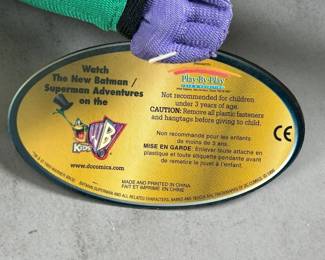 Watch
The New Batman /
Superman Adventures
on the
Kids WB
www.dccomics.com
Play-By-Play
Not recommended for children
under 3 years of age.
CAUTION: Remove all plastic fasteners
and hangtags before giving to child.
Non recommandé pour les enfants
de moins de 3 ans.
MISE EN GARDE: Enlever toute attache en
plastique et toute étiquette pendante avant
de remetter le jouet à l'enfant.
CE
MADE AND PRINTED IN CHINA
FAIT ET IMPRIMÉ EN CHINE